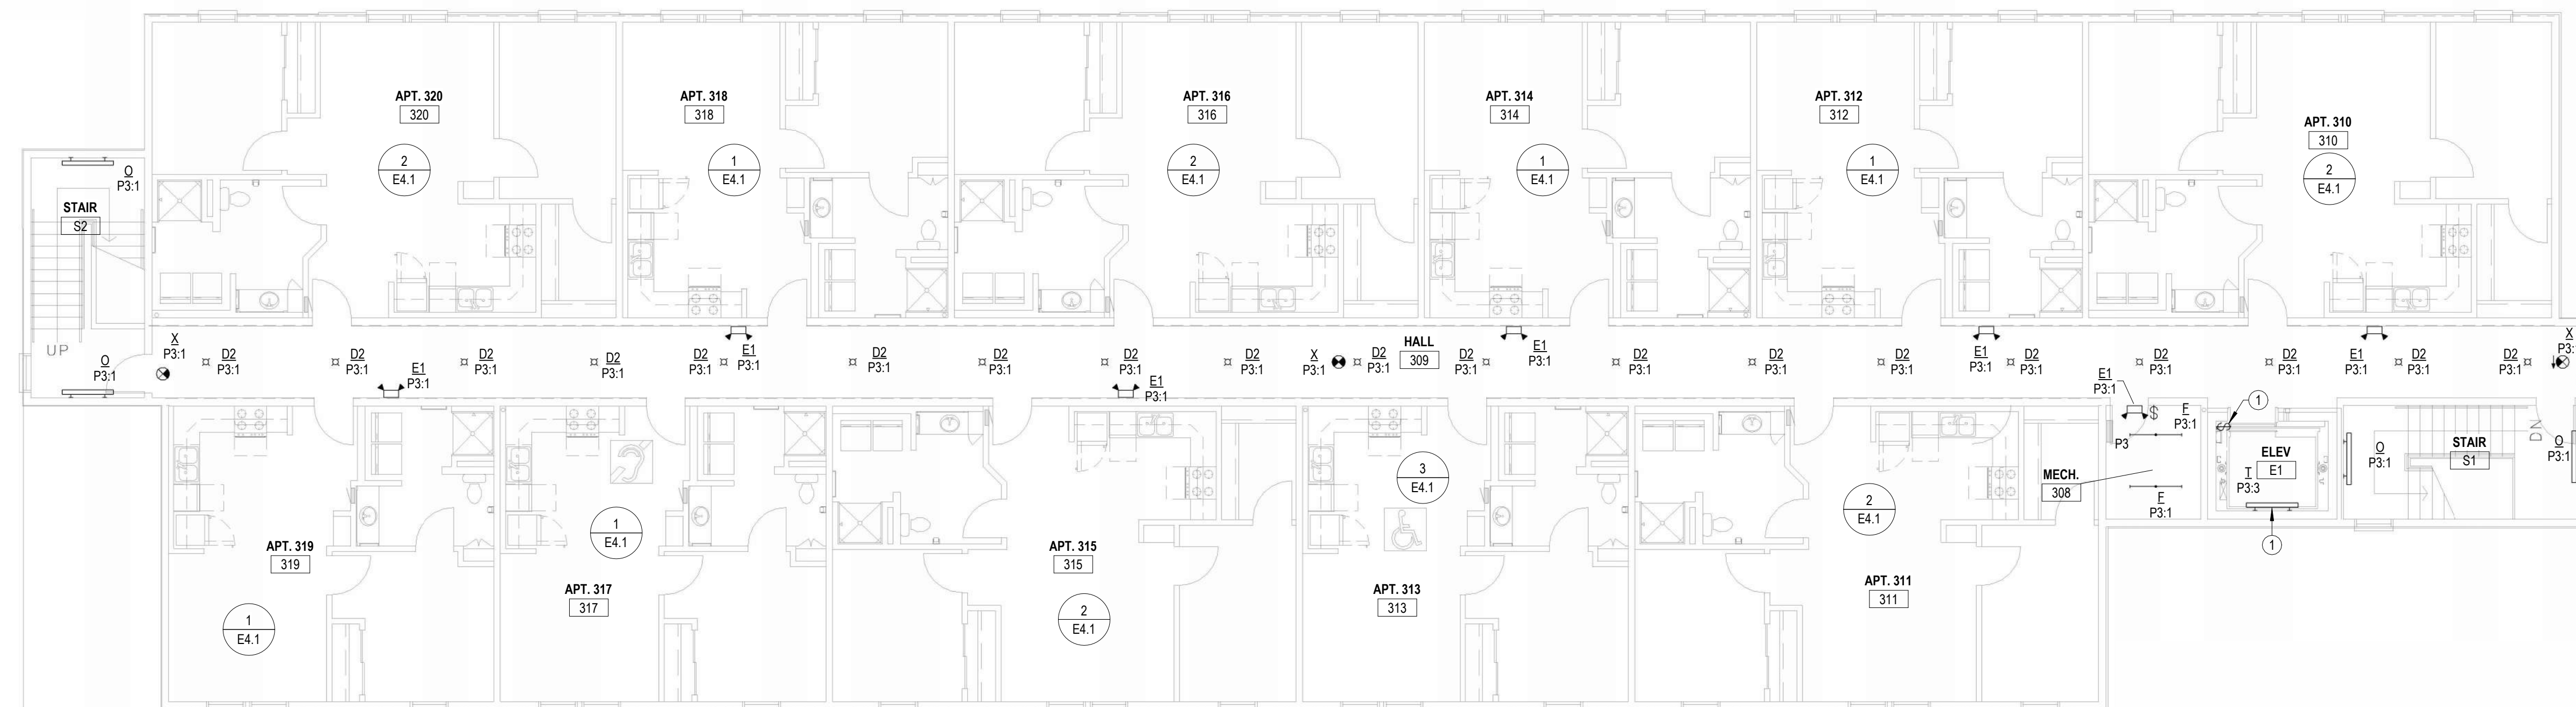 APT. 320
320
2
E4.1
APT. 318
318
1
E4.1
APT. 316
316
2
E4.1
APT. 314
314
1
E4.1
APT. 312
312
1
E4.1
APT. 310
310
2
E4.1
O
P3:1
STAIR
S2
UP
O
P3:1
X
P3:1
D2
P3:1
D2
P3:1
E1
P3:1
D2
P3:1
D2
P3:1
D2
P3:1
E1
P3:1
D2
P3:1
D2
P3:1
D2
P3:1
E1
P3:1
D2
P3:1
X
P3:1
D2
P3:1
HALL
309
D2
P3:1
E1
P3:1
D2
P3:1
D2
P3:1
D2
P3:1
E1
P3:1
D2
P3:1
D2
P3:1
E1
P3:1
D2
P3:1
E1
P3:1
D2
P3:1
D2
P3:1
X
P3:
APT. 319
319
1
E4.1
1
E4.1
APT. 317
317
APT. 315
315
2
E4.1
3
E4.1
APT. 313
313
2
E4.1
APT. 311
311
MECH.
308
$
F
P3:1
P3
F
P3:1
1
$
ELEV
E1
T
P3:3
1
O
P3:1
STAIR
S1
DN
O
P3:1